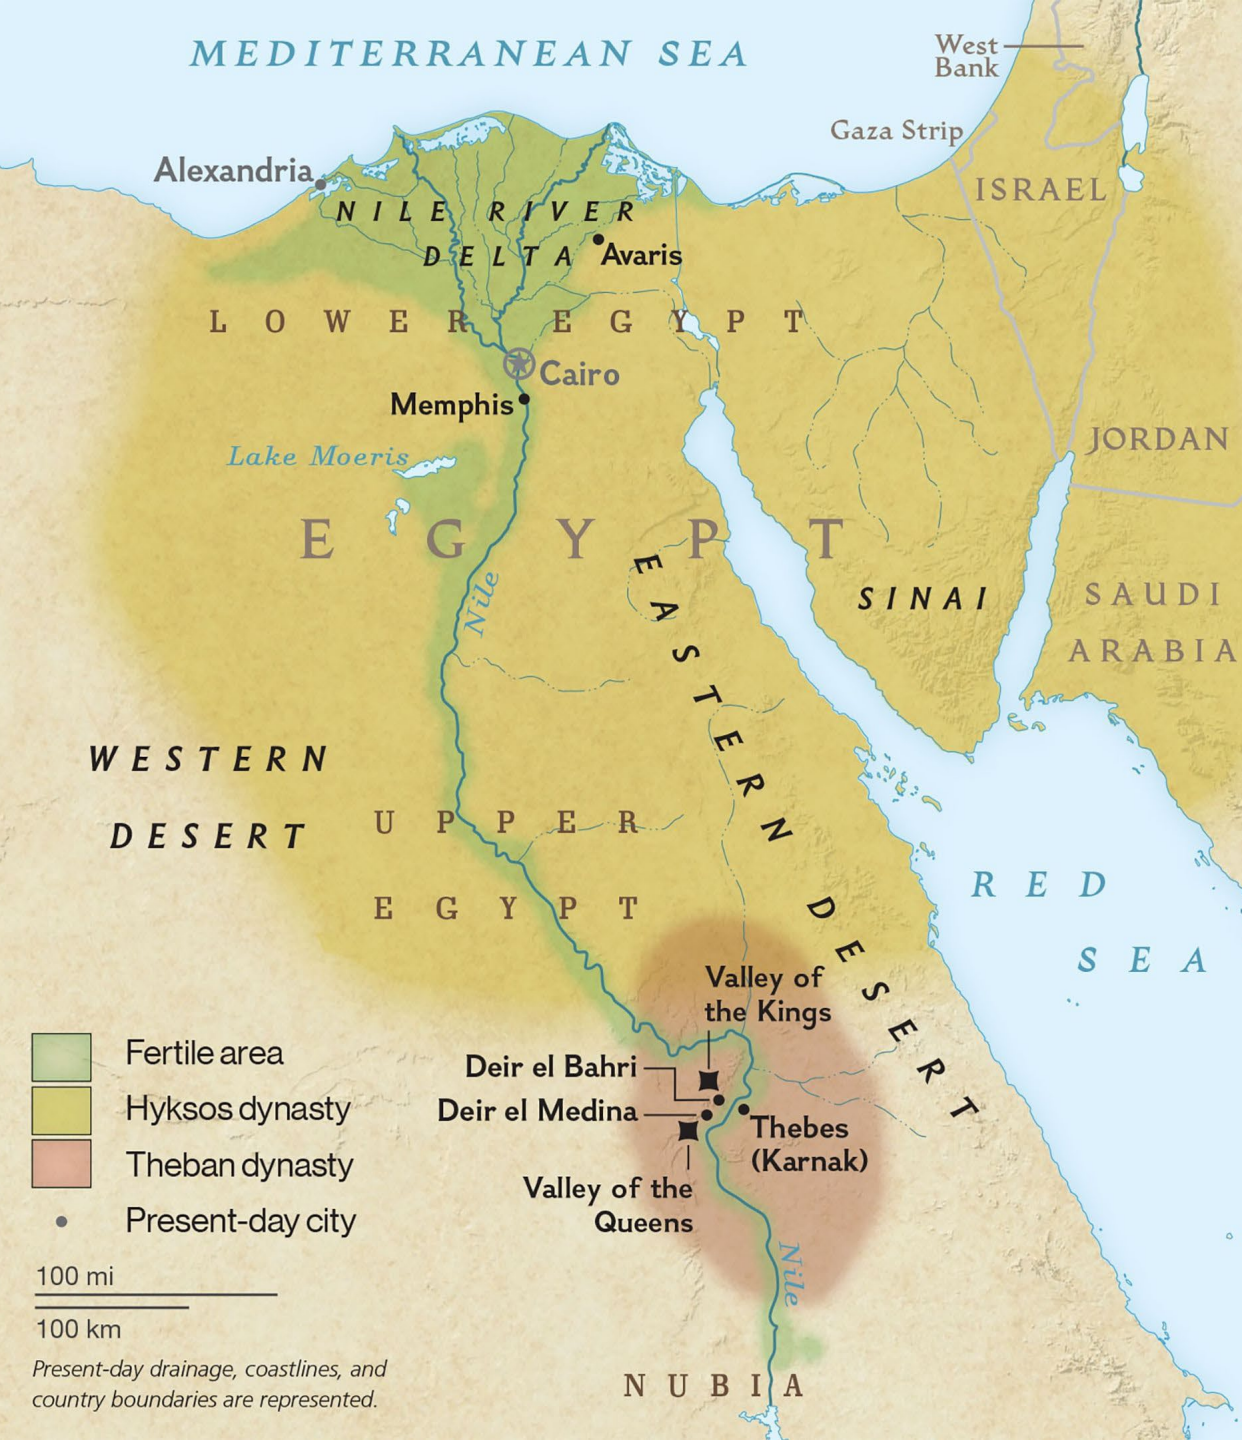 MEDITERRANEAN SEA
West
Bank
Gaza Strip
Alexandria
ISRAEL
NILE RIVER
DELTA
Avaris
LOWER EGYPT
Cairo
Memphis
Lake Moeris
JORDAN
EGYPT
Nile
EASTERN DESERT
SINAI
SAUDI
ARABIA
WESTERN
DESERT
UPPER
EGYPT
RED
SEA
Valley of
the Kings
Deir el Bahri
Deir el Medina
Thebes
(Karnak)
Valley of the
Queens
Nile
NUBIA
Fertile area
Hyksos dynasty
Theban dynasty
Present-day city
100 mi
100 km
Present-day drainage, coastlines, and
country boundaries are represented.